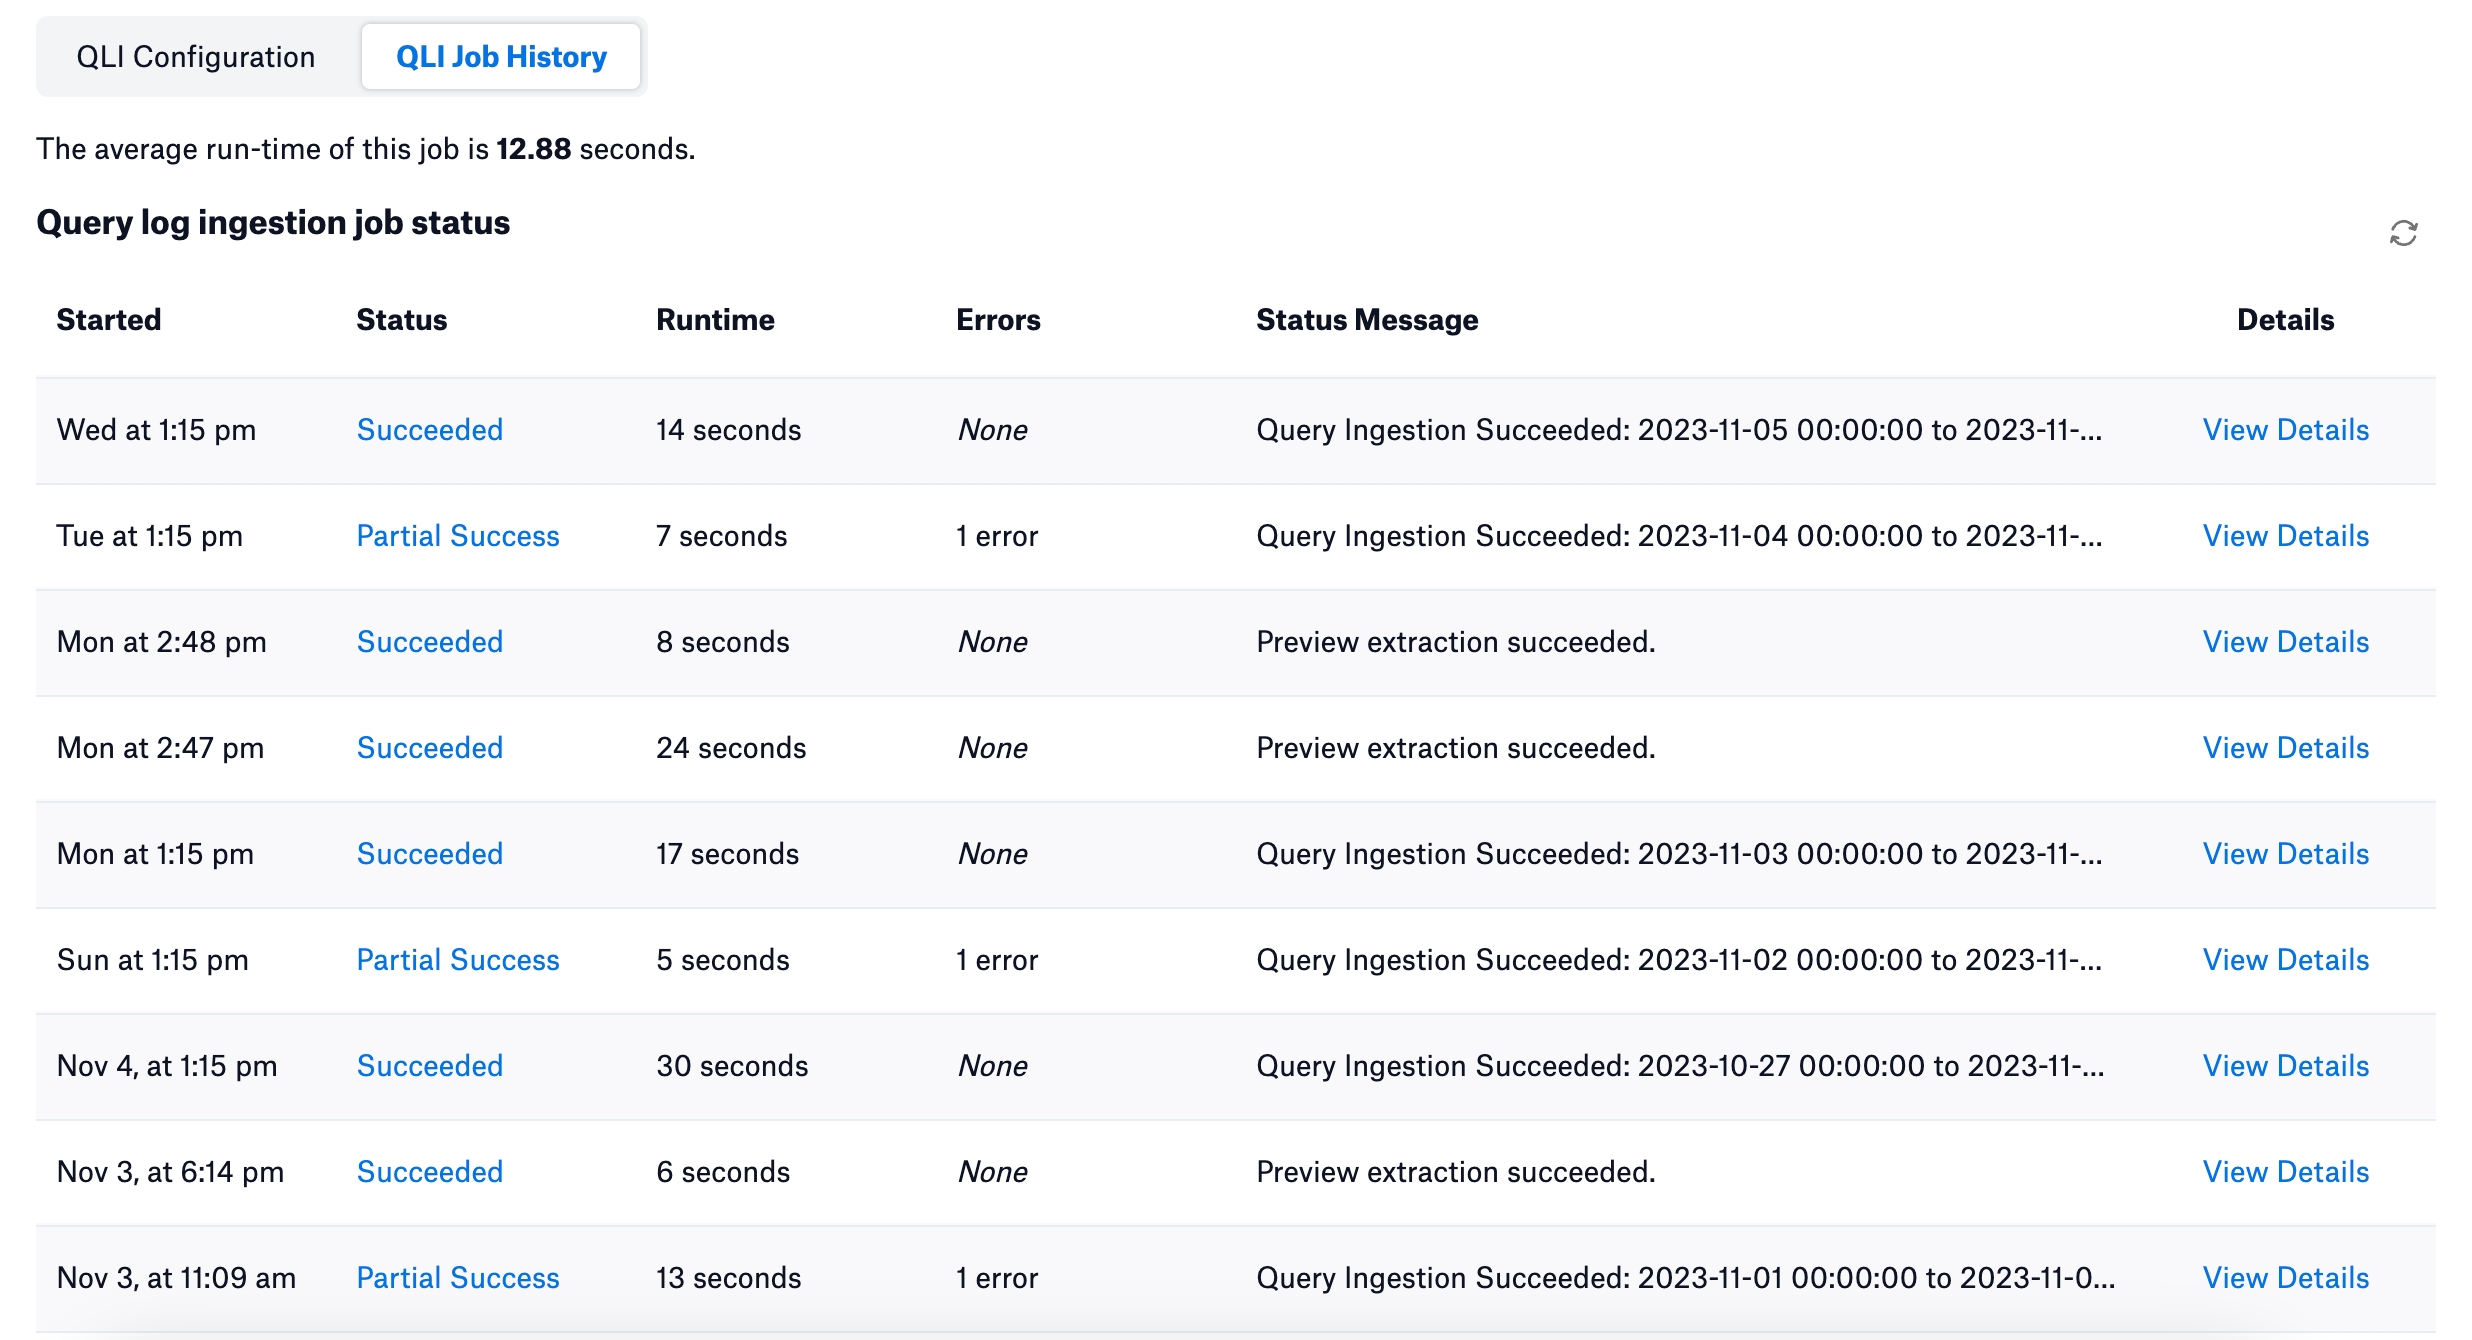 QLI Configuration QLI Job History
The average run-time of this job is 12.88 seconds.
Query log ingestion job status
Started Status Runtime Errors Status Message Details
Wed at 1:15 pm Succeeded 14 seconds None Query Ingestion Succeeded: 2023-11-05 00:00:00 to 2023-11-... View Details
Tue at 1:15 pm Partial Success 7 seconds 1 error Query Ingestion Succeeded: 2023-11-04 00:00:00 to 2023-11-... View Details
Mon at 2:48 pm Succeeded 8 seconds None Preview extraction succeeded. View Details
Mon at 2:47 pm Succeeded 24 seconds None Preview extraction succeeded. View Details
Mon at 1:15 pm Succeeded 17 seconds None Query Ingestion Succeeded: 2023-11-03 00:00:00 to 2023-11-... View Details
Sun at 1:15 pm Partial Success 5 seconds 1 error Query Ingestion Succeeded: 2023-11-02 00:00:00 to 2023-11-... View Details
Nov 4, at 1:15 pm Succeeded 30 seconds None Query Ingestion Succeeded: 2023-10-27 00:00:00 to 2023-11-... View Details
Nov 3, at 6:14 pm Succeeded 6 seconds None Preview extraction succeeded. View Details
Nov 3, at 11:09 am Partial Success 13 seconds 1 error Query Ingestion Succeeded: 2023-11-01 00:00:00 to 2023-11-0... View Details